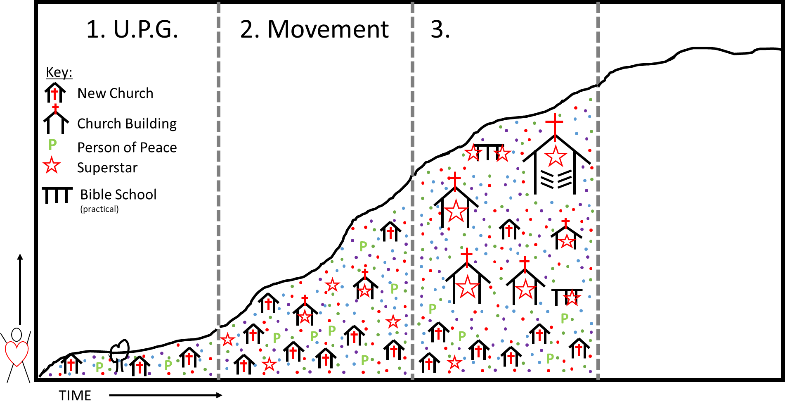 1. U.P.G.
2. Movement
3.
Key:
New Church
Church Building
P Person of Peace
Superstar
Bible School
(practical)
P
P
P
P
P
P
P
P
P
P
P
P
P
P
TIME